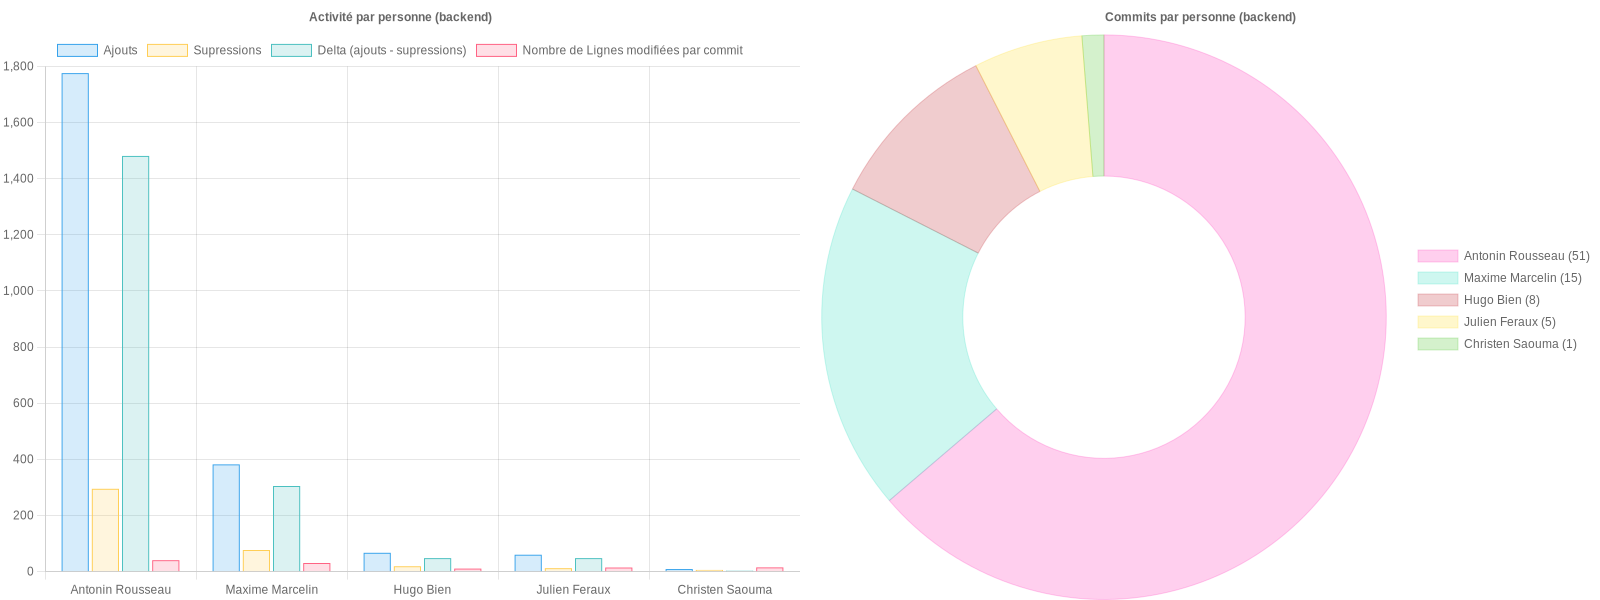 Activité par personne (backend)
Ajouts
Supressions
Delta (ajouts - supressions)
Nombre de Lignes modifiées par commit
1,800
1,600
1,400
1,200
1,000
800
600
400
200
0
Antonin Rousseau
Maxime Marcelin
Hugo Bien
Julien Feraux
Christen Saouma
Commits par personne (backend)
Antonin Rousseau (51)
Maxime Marcelin (15)
Hugo Bien (8)
Julien Feraux (5)
Christen Saouma (1)